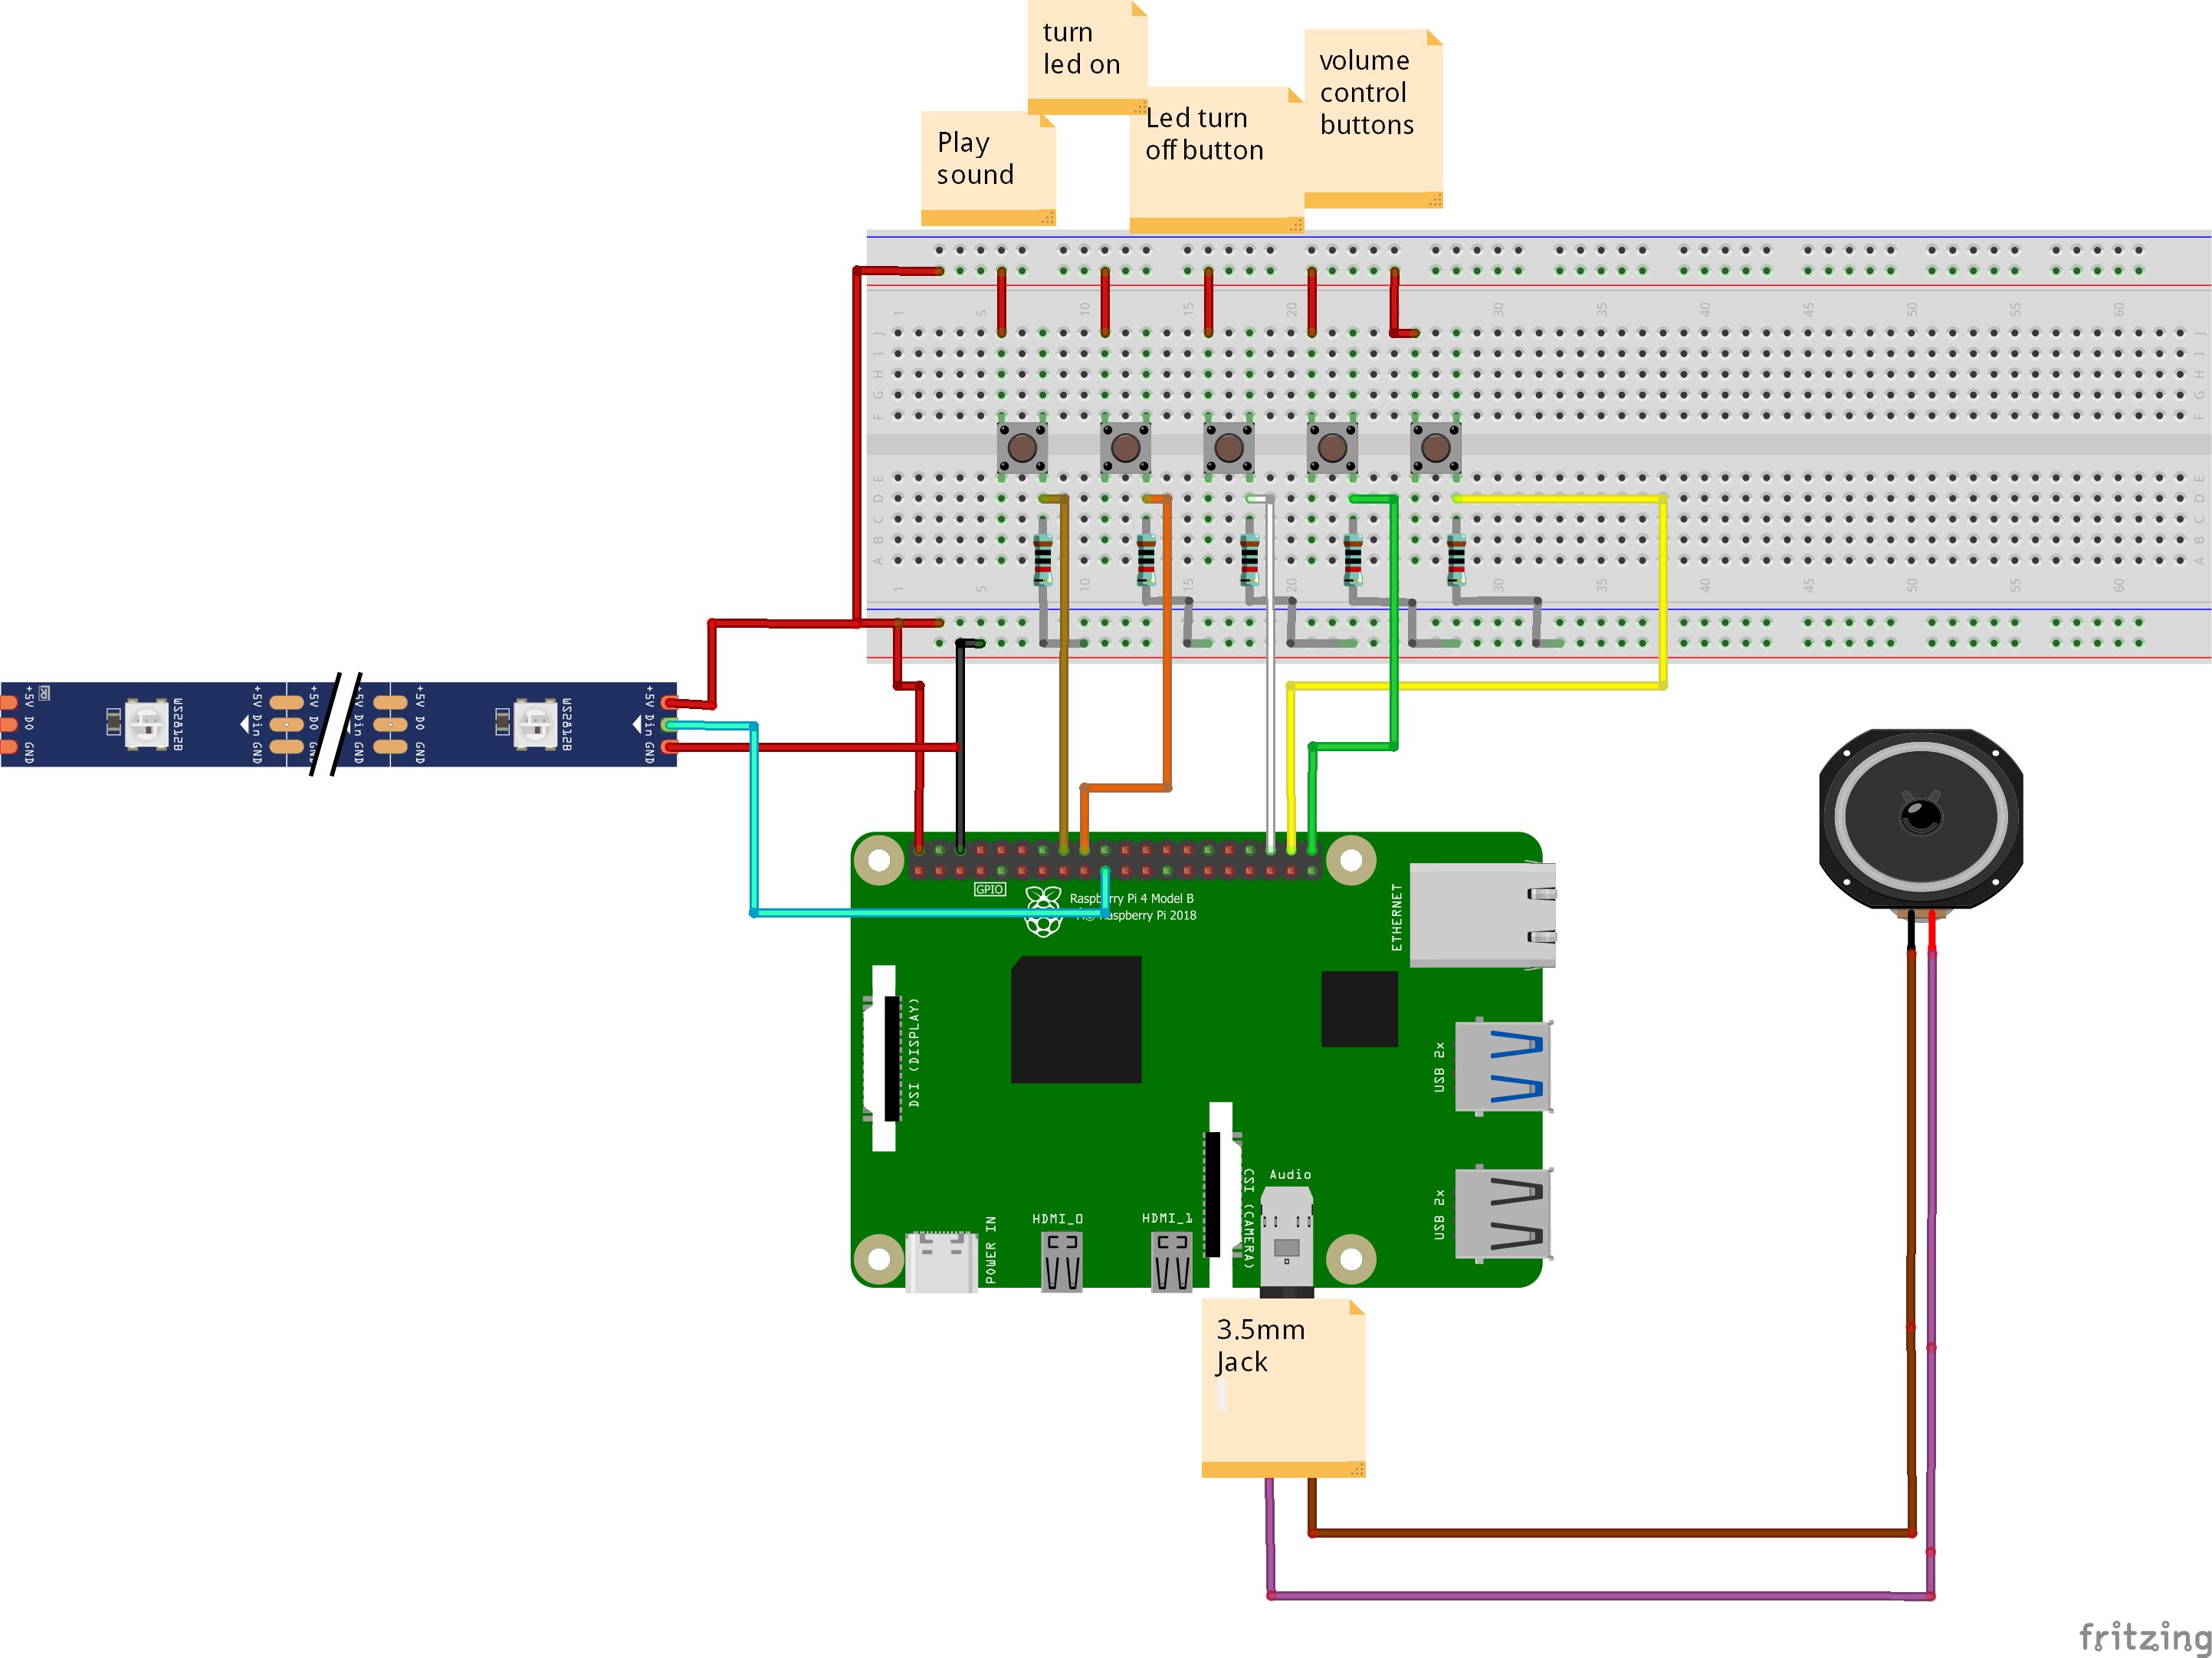 turn
led on
volume
control
buttons
Led turn
off button
Play
sound
1
5
10
15
20
30
35
40
45
50
55
60
J
J
I
I
H
H
G
G
F
F
E
E
D
D
C
C
B
B
A
A
1
5
10
15
20
30
35
40
45
50
55
60
+5V
DO
GND
WS2812B
+5V
Din
GND
+5V
DO
GND
+5V
Din
GND
+5V
DO
GND
WS2812B
+5V
Din
GND
GPIO
Raspberry Pi 4 Model B
Raspberry Pi 2018
ETHERNET
DSI (DISPLAY)
USB 2x
USB 2x
Audio
CSI (CAMERA)
HDMI_0
HDMI_1
POWER IN
3.5mm
Jack
fritzing